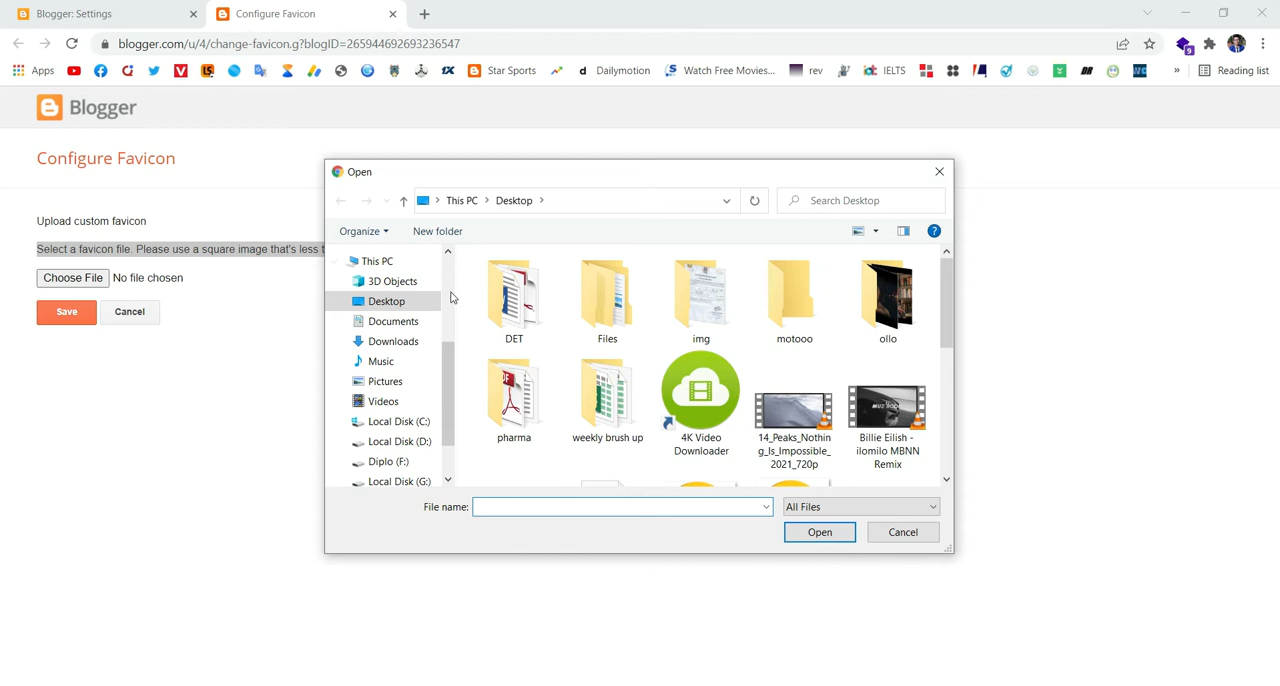 Blogger: Settings
Configure Favicon
blogger.com/u/4/change-favicon.g?blogID=265944692693236547
9
Apps
Star Sports
d Dailymotion
Watch Free Movies...
rev
IELTS
»
Reading list
Blogger
Configure Favicon
Upload custom favicon
Select a favicon file. Please use a square image that's less t
Choose File No file chosen
Save
Cancel
Open
This PC
Desktop
Search Desktop
Organize
New folder
This PC
3D Objects
Desktop
Documents
Downloads
Music
Pictures
Videos
Local Disk (C:)
Local Disk (D:)
Diplo (F:)
Local Disk (G:)
DET
Files
img
motooo
ollo
pharma
weekly brush up
4K Video
Downloader
14_Peaks_Nothin
g_Is_Impossible_
2021_720p
Billie Eilish -
ilomilo MBNN
Remix
File name:
All Files
Open
Cancel